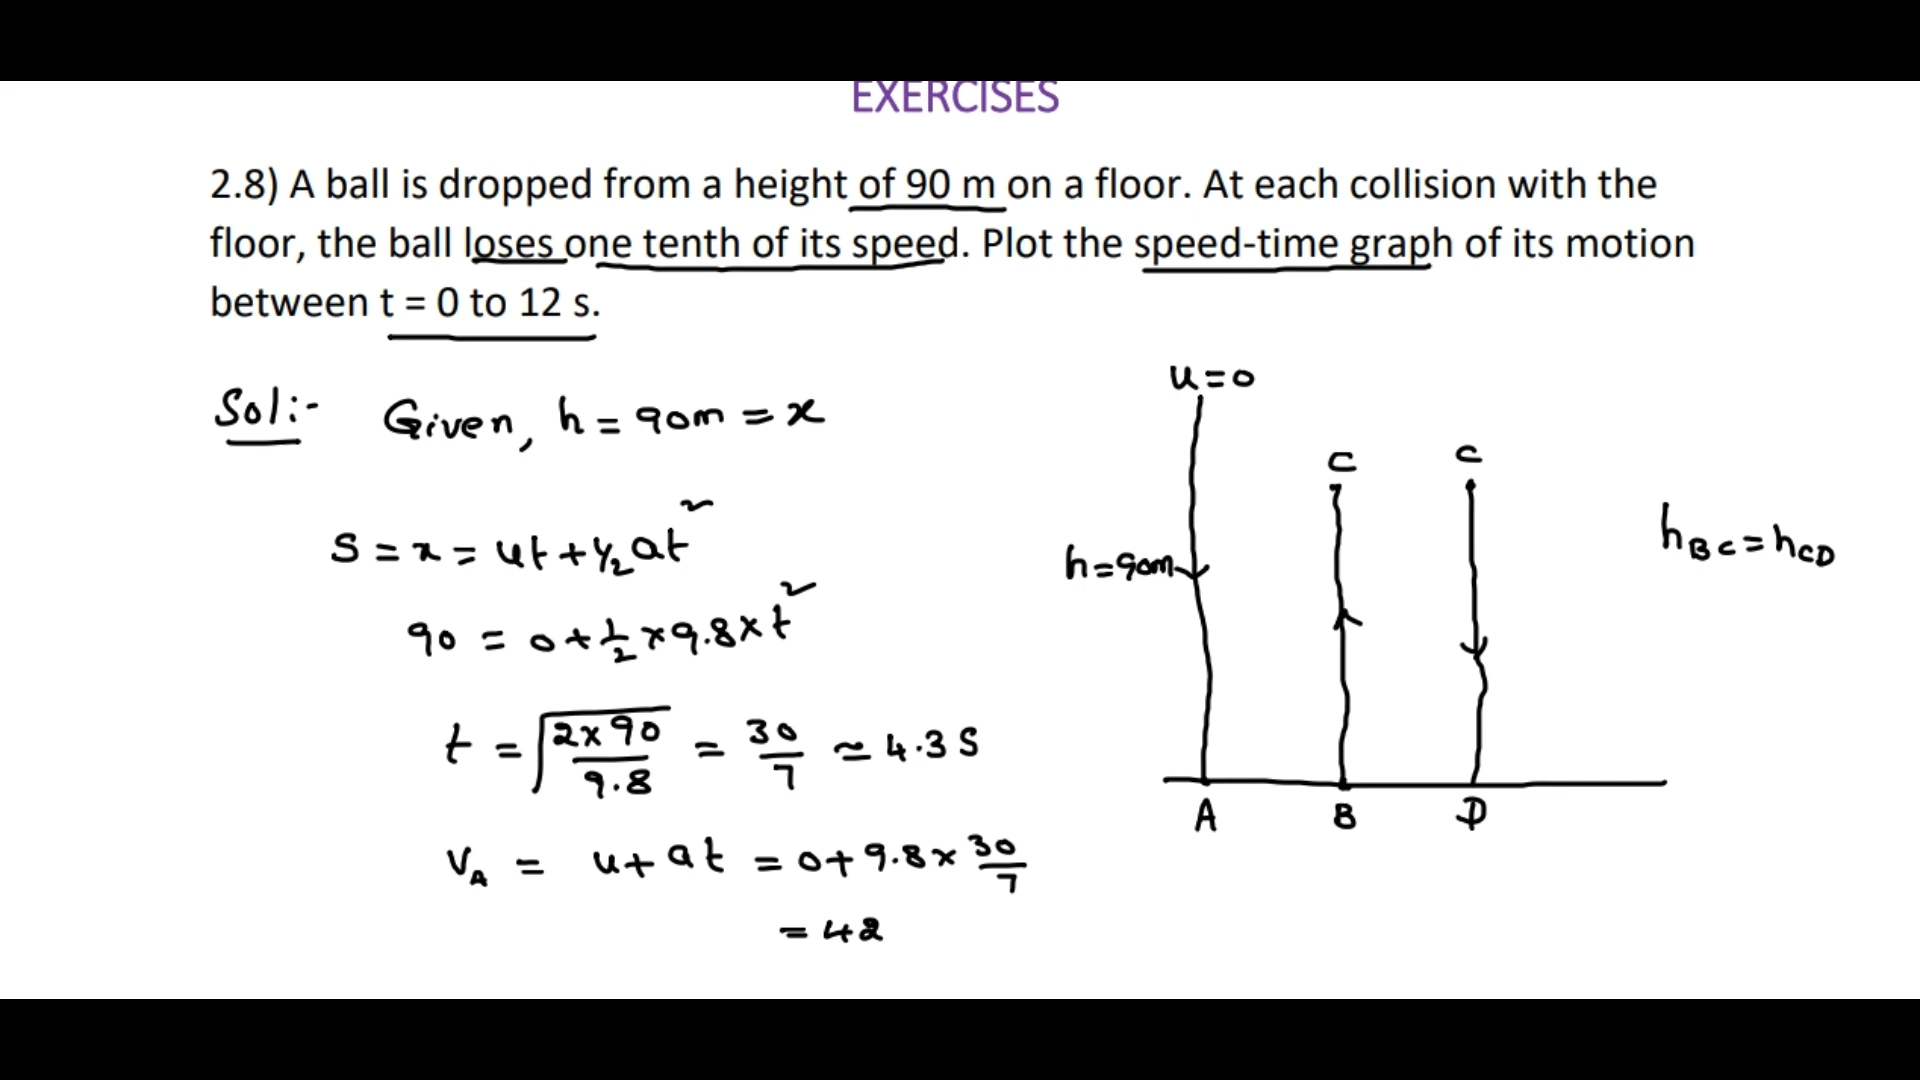 EXERCISES
2.8) A ball is dropped from a height of 90 m on a floor. At each collision with the
floor, the ball loses one tenth of its speed. Plot the speed-time graph of its motion
between t = 0 to 12 s.
Sol:- Given, h = 90m = x
S = x = ut + ½at²
90 = 0 + 1/2 × 9.8 × t²
t = √(2×90/9.8) = 30/7 ≃ 4.3 S
V_A = u + at = 0 + 9.8 × 30/7
= 42
u = 0
C C
h = 90m
h_BC = h_CD
A B D